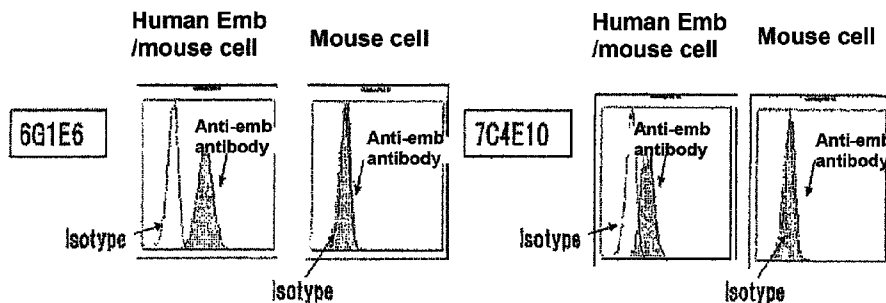 Human Emb
/mouse cell
Mouse cell
6G1E6
Anti-emb
antibody
Isotype
Anti-emb
antibody
Isotype
Human Emb
/mouse cell
Mouse cell
7C4E10
Anti-emb
antibody
Isotype
Anti-emb
antibody
Isotype